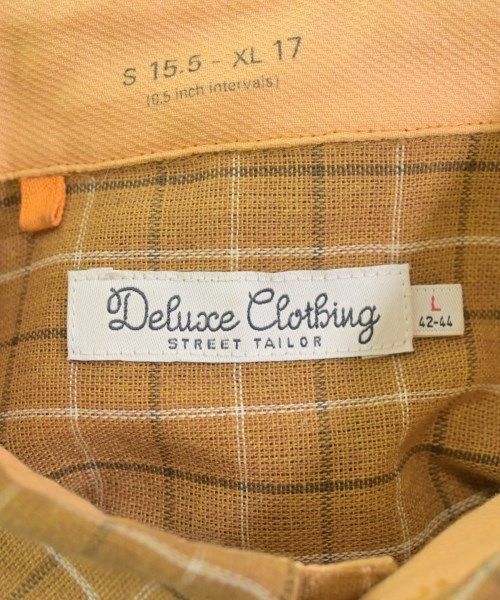 S 15.5 - XL 17
(0.5 inch intervals)
Deluxe Clothing
STREET TAILOR
L
42-44